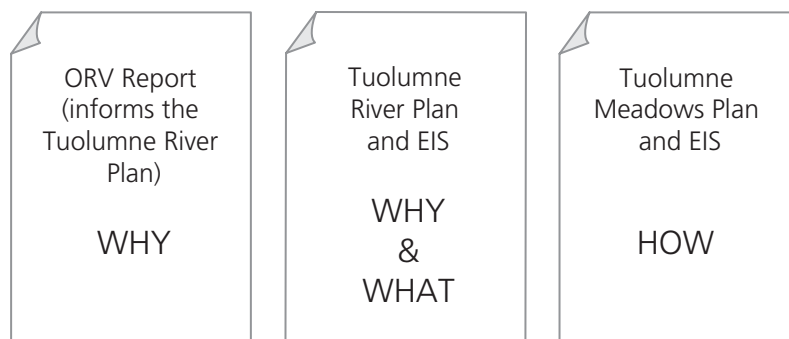 ORV Report
(informs the
Tuolumne River
Plan)
WHY
Tuolumne
River Plan
and EIS
WHY
&
WHAT
Tuolumne
Meadows Plan
and EIS
HOW